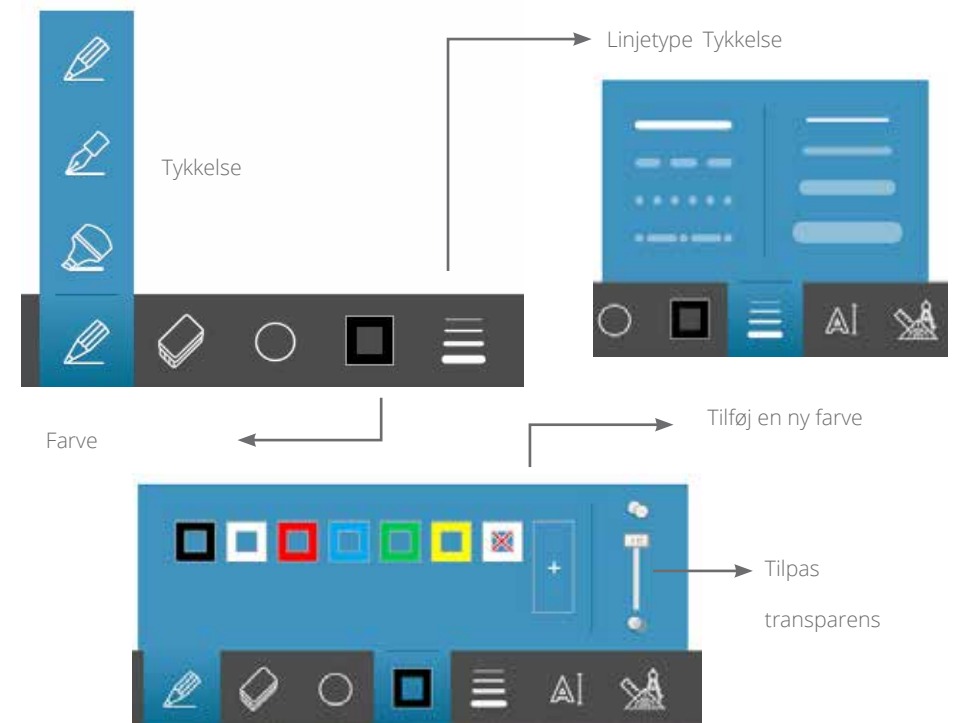 Linjetype Tykkelse
Tykkelse
Farve
Tilføj en ny farve
Tilpas
transparens